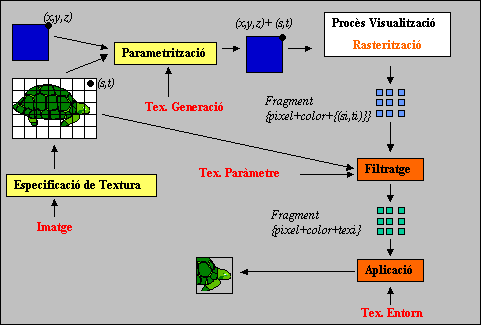 (x,y,z)
(x,y,z)+ (s,t)
Procès Visualització
Rasterització
Parametrització
(s,t)
Tex. Generació
Fragment
{pixel+color+{(si,ti)}}
Tex. Paràmetre
Filtratge
Especificació de Textura
Imatge
Fragment
{pixel+color+texi}
Aplicació
Tex. Entorn